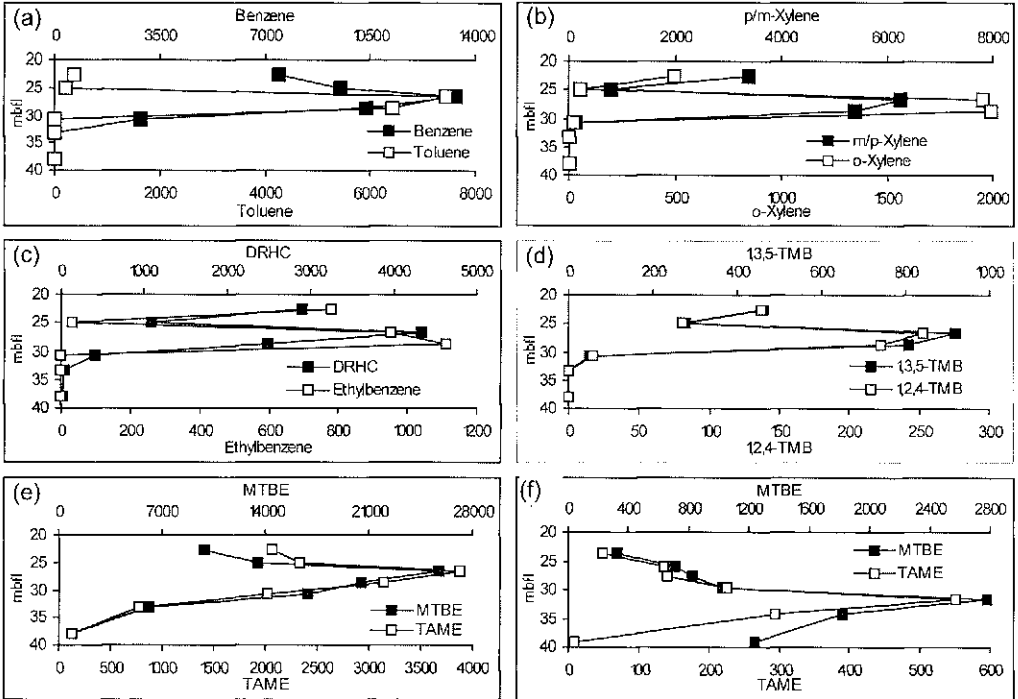 (a)
Benzene
0 3500 7000 10500 14000
20
25
30
35
40
mbfl
Benzene
Toluene
0 2000 4000 6000 8000
Toluene
(b)
p/m-Xylene
0 2000 4000 6000 8000
20
25
30
35
40
mbfl
m/p-Xylene
o-Xylene
0 500 1000 1500 2000
o-Xylene
(c)
DRHC
0 1000 2000 3000 4000 5000
20
25
30
35
40
mbfl
DRHC
Ethylbenzene
0 200 400 600 800 1000 1200
Ethylbenzene
(d)
1,3,5-TMB
0 200 400 600 800 1000
20
25
30
35
40
mbfl
1,3,5-TMB
1,2,4-TMB
0 50 100 150 200 250 300
1,2,4-TMB
(e)
MTBE
0 7000 14000 21000 28000
20
25
30
35
40
mbfl
MTBE
TAME
0 500 1000 1500 2000 2500 3000 3500 4000
TAME
(f)
MTBE
0 400 600 1000 1400 1800 2200 2800
20
25
30
35
40
mbfl
MTBE
TAME
0 100 200 300 400 500 600
TAME